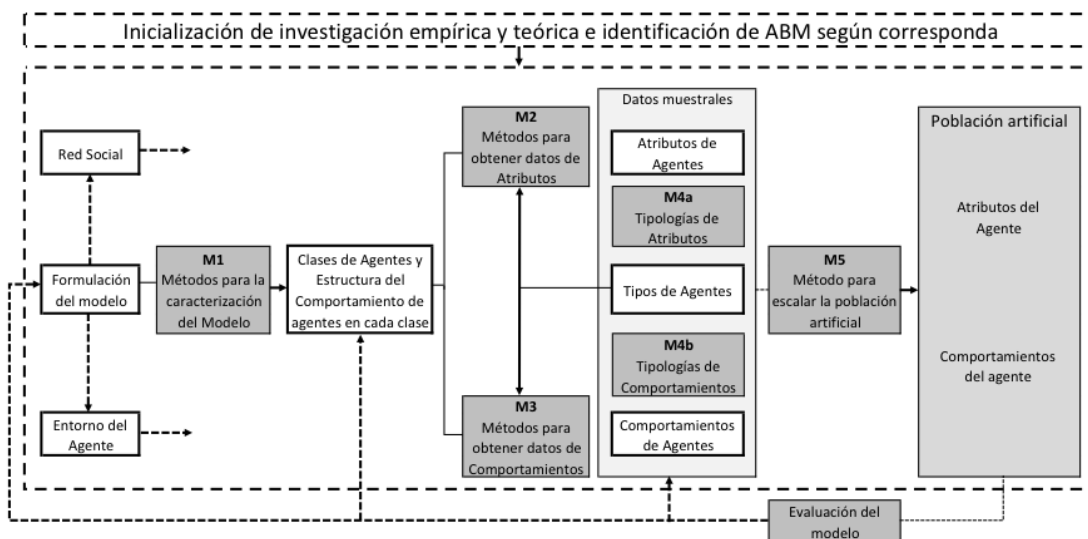 Inicialización de investigación empírica y teórica e identificación de ABM según corresponda
Red Social
Formulación
del modelo
Entorno del
Agente
M1
Métodos para la
caracterización
del Modelo
Clases de Agentes y
Estructura del
Comportamiento de
agentes en cada clase
M2
Métodos para
obtener datos de
Atributos
M3
Métodos para
obtener datos de
Comportamientos
Datos muestrales
Atributos de
Agentes
M4a
Tipologías de
Atributos
Tipos de Agentes
M4b
Tipologías de
Comportamientos
Comportamientos
de Agentes
M5
Método para
escalar la población
artificial
Población artificial
Atributos del
Agente
Comportamientos
del agente
Evaluación del
modelo